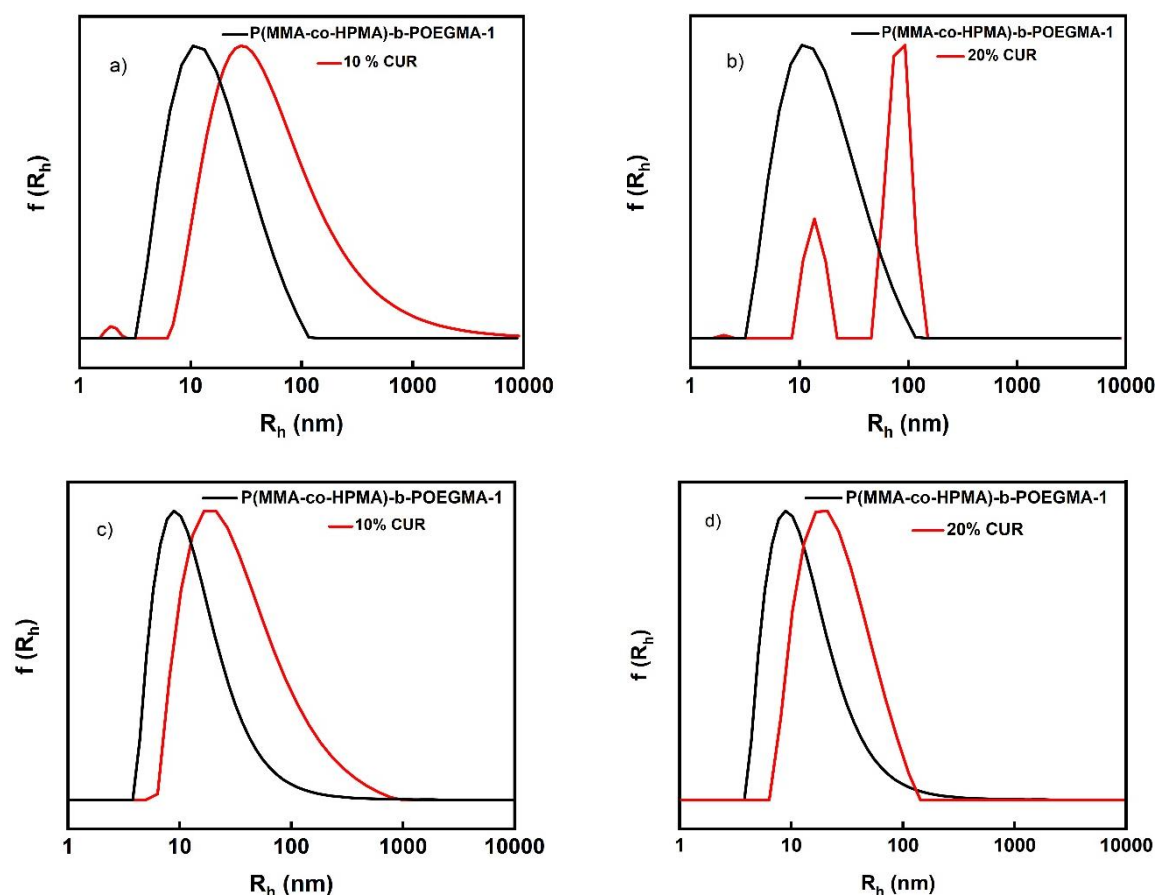 P(MMA-co-HPMA)-b-POEGMA-1
a)
10 % CUR
f (Rh)
1 10 100 1000 10000
Rh (nm)
P(MMA-co-HPMA)-b-POEGMA-1
b)
20% CUR
f (Rh)
1 10 100 1000 10000
Rh (nm)
P(MMA-co-HPMA)-b-POEGMA-1
c)
10% CUR
f (Rh)
1 10 100 1000 10000
Rh (nm)
P(MMA-co-HPMA)-b-POEGMA-1
d)
20% CUR
f (Rh)
1 10 100 1000 10000
Rh (nm)